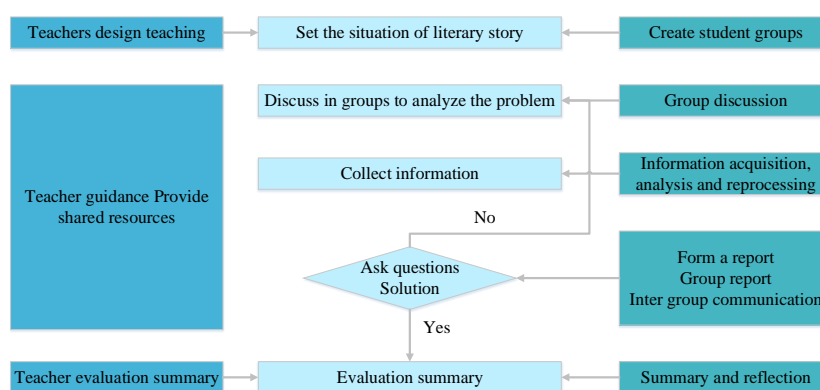 Teachers design teaching
Set the situation of literary story
Create student groups
Discuss in groups to analyze the problem
Group discussion
Teacher guidance Provide
shared resources
Collect information
Information acquisition,
analysis and reprocessing
No
Ask questions
Solution
Form a report
Group report
Inter group communication
Yes
Teacher evaluation summary
Evaluation summary
Summary and reflection